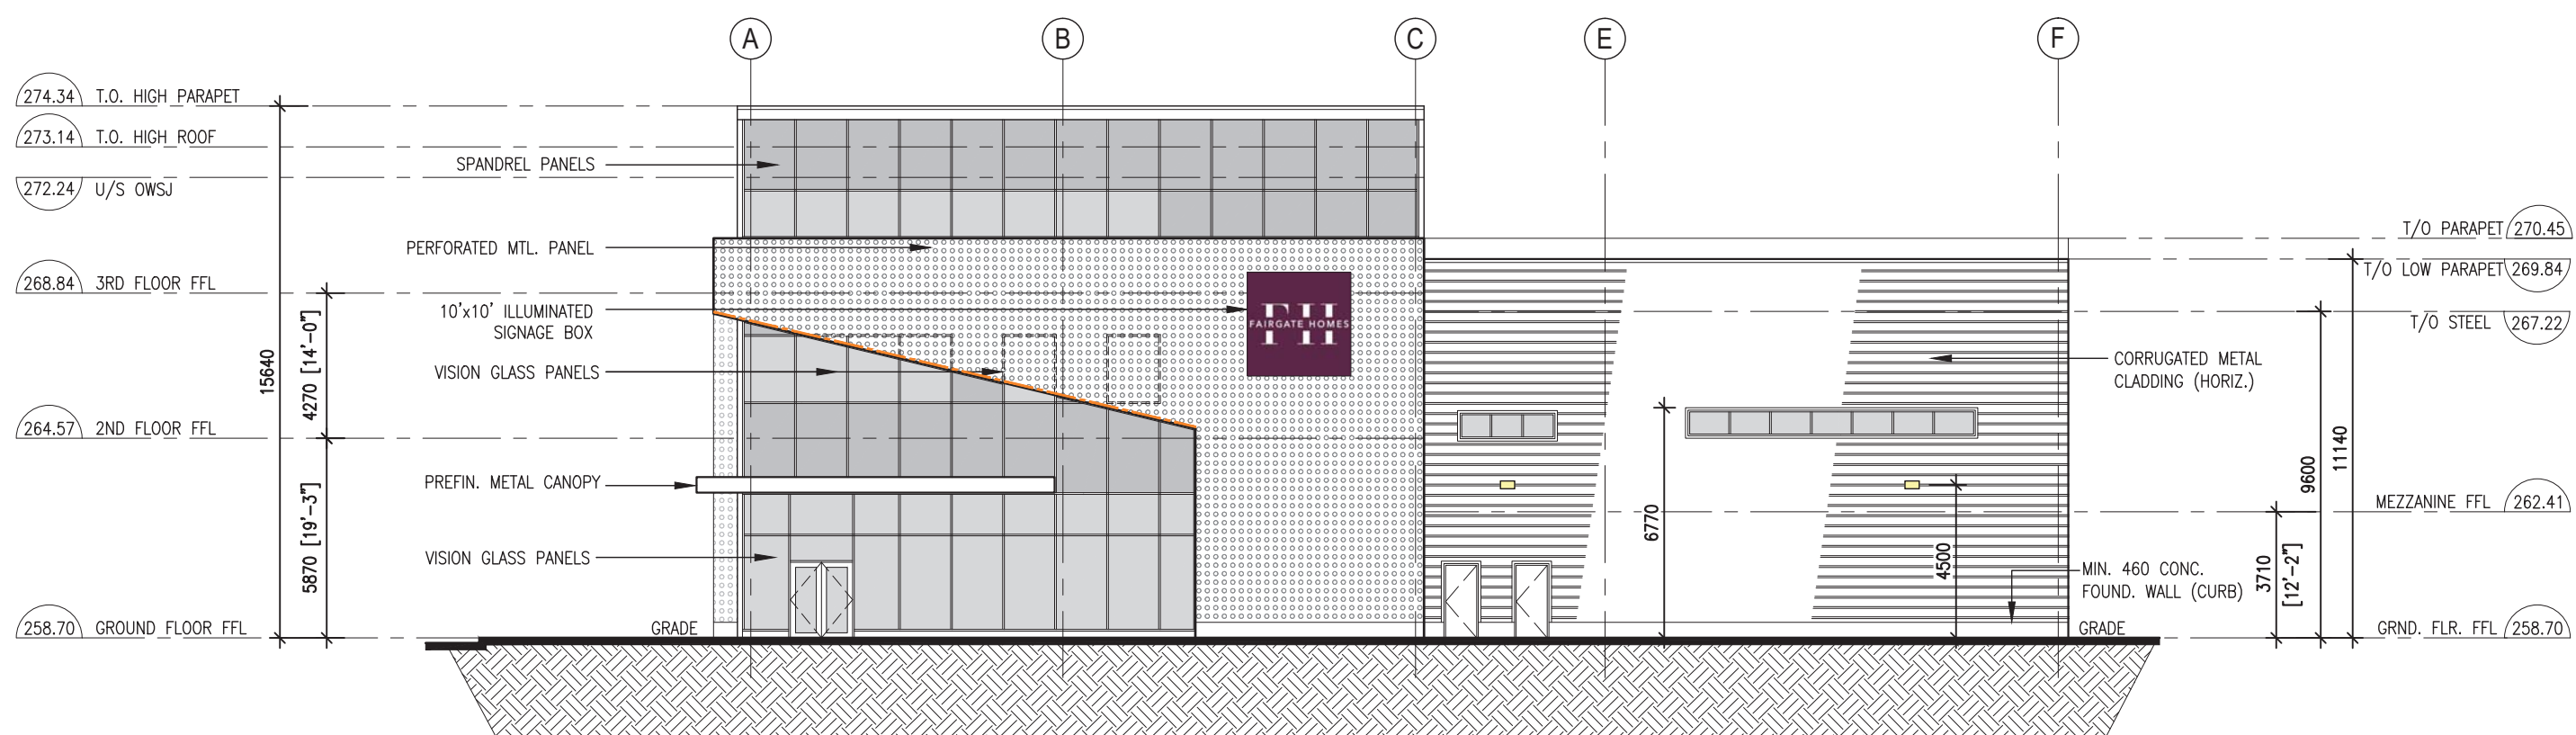 A B C E F
274.34 T.O. HIGH PARAPET
273.14 T.O. HIGH ROOF
SPANDREL PANELS
272.24 U/S OWSJ
T/O PARAPET 270.45
PERFORATED MTL. PANEL
T/O LOW PARAPET 269.84
268.84 3RD FLOOR FFL
10'x10' ILLUMINATED
SIGNAGE BOX
FH
FAIRGATE HOMES
T/O STEEL 267.22
CORRUGATED METAL
CLADDING (HORIZ.)
VISION GLASS PANELS
15640
4270 [14'-0"]
264.57 2ND FLOOR FFL
PREFIN. METAL CANOPY
5870 [19'-3"]
6770
4500
9600
11140
MEZZANINE FFL 262.41
3710
[12'-2"]
VISION GLASS PANELS
MIN. 460 CONC.
FOUND. WALL (CURB)
258.70 GROUND FLOOR FFL
GRADE
GRADE
GRND. FLR. FFL 258.70